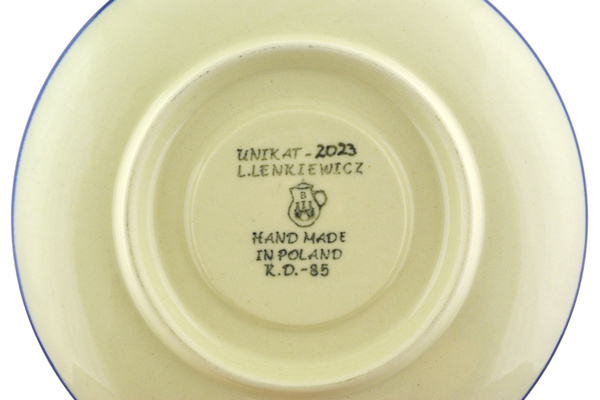 UNIKAT - 2023
L.LENKIEWICZ
B
HAND MADE
IN POLAND
K.D.-85